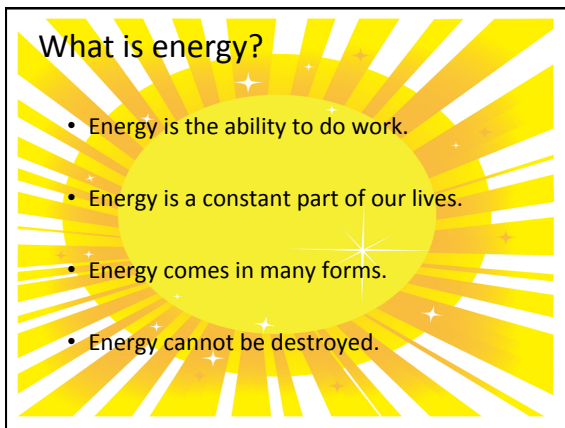 What is energy?
• Energy is the ability to do work.
• Energy is a constant part of our lives.
• Energy comes in many forms.
• Energy cannot be destroyed.